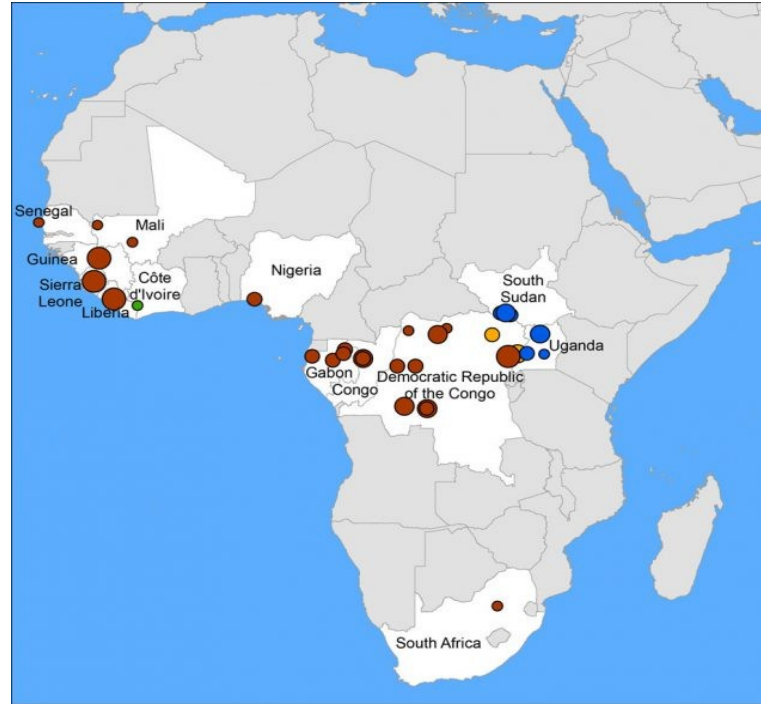 Senegal
Mali
Guinea
Côte
d'Ivoire
Sierra
Leone
Liberia
Nigeria
South
Sudan
Uganda
Gabon
Congo
Democratic Republic
of the Congo
South Africa